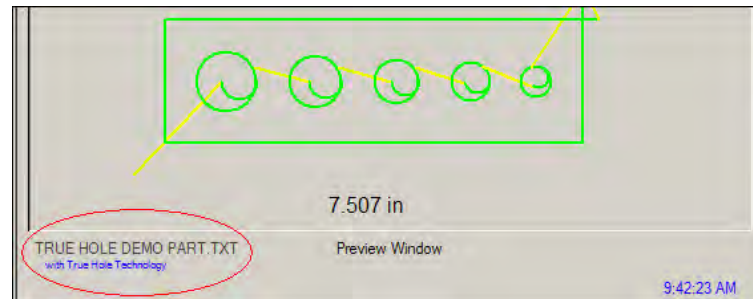 7.507 in
TRUE HOLE DEMO PART.TXT
Preview Window
with True Hole Technology
9:42:23 AM